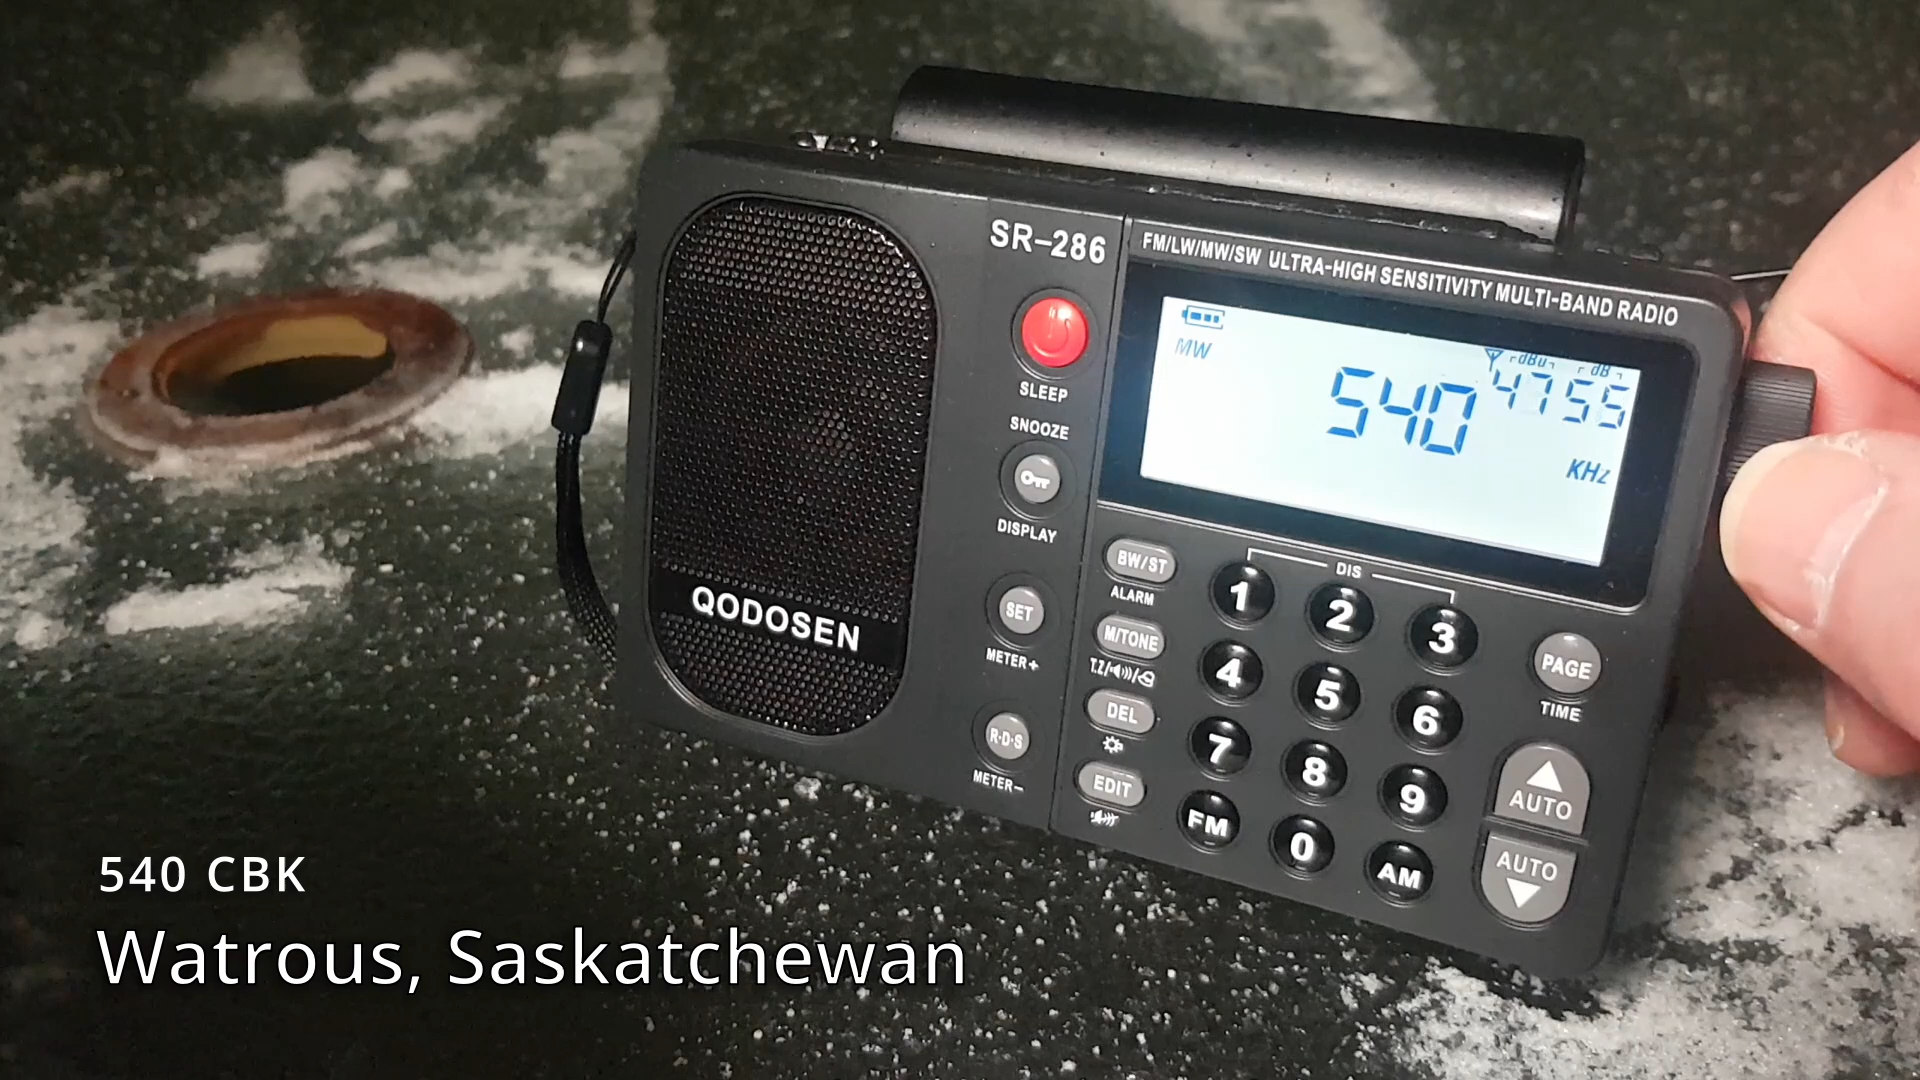 SR-286
FM/LW/MW/SW ULTRA-HIGH SENSITIVITY MULTI-BAND RADIO
SLEEP
SNOOZE
DISPLAY
SET
METER+
R·D·S
METER-
QODOSEN
MW
dBu
dB
47 55
540
KHz
BW/ST
ALARM
M/TONE
T.Z/
DEL
EDIT
DIS
1 2 3
4 5 6
7 8 9
FM 0 AM
PAGE
TIME
AUTO
AUTO
540 CBK
Watrous, Saskatchewan